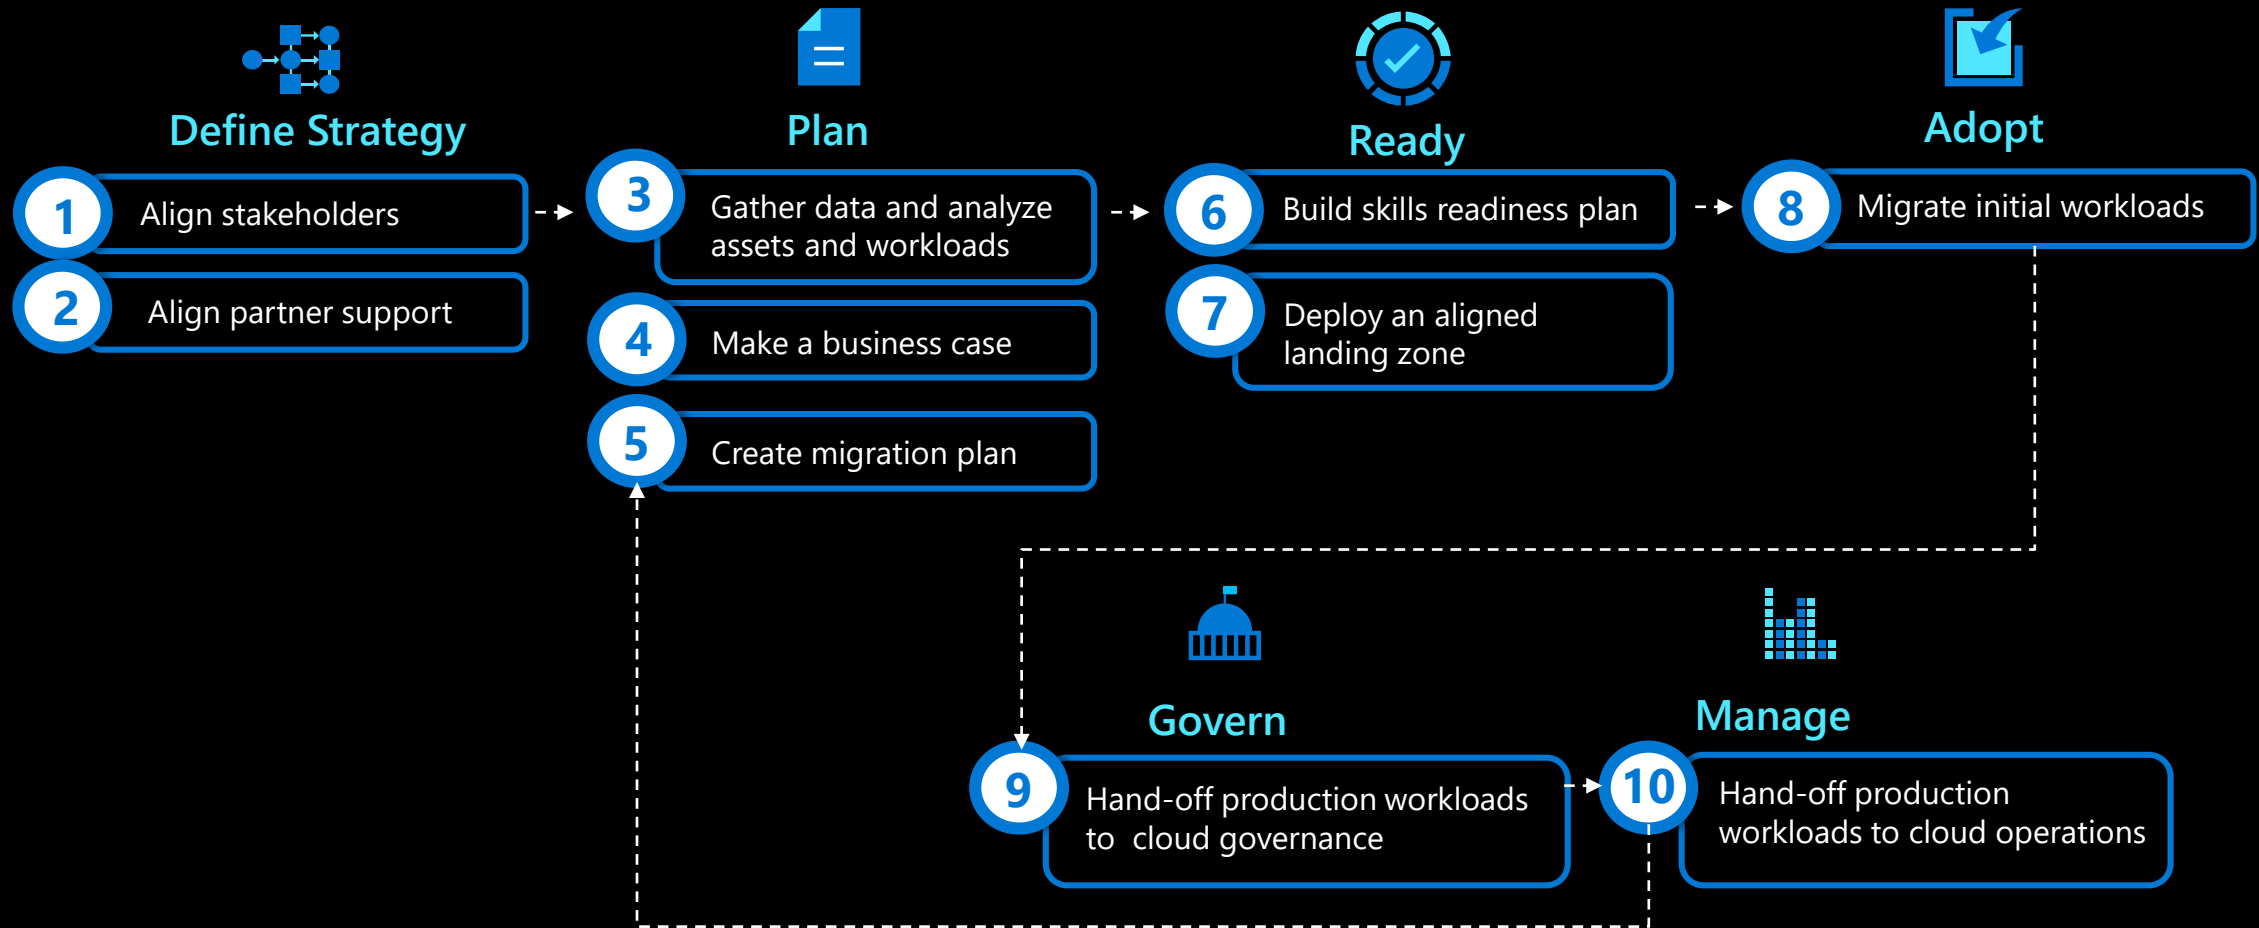 Define Strategy
1
Align stakeholders
2
Align partner support
Plan
3
Gather data and analyze
assets and workloads
4
Make a business case
5
Create migration plan
Ready
6
Build skills readiness plan
7
Deploy an aligned
landing zone
Adopt
8
Migrate initial workloads
Govern
9
Hand-off production workloads
to  cloud governance
Manage
10
Hand-off production
workloads to cloud operations